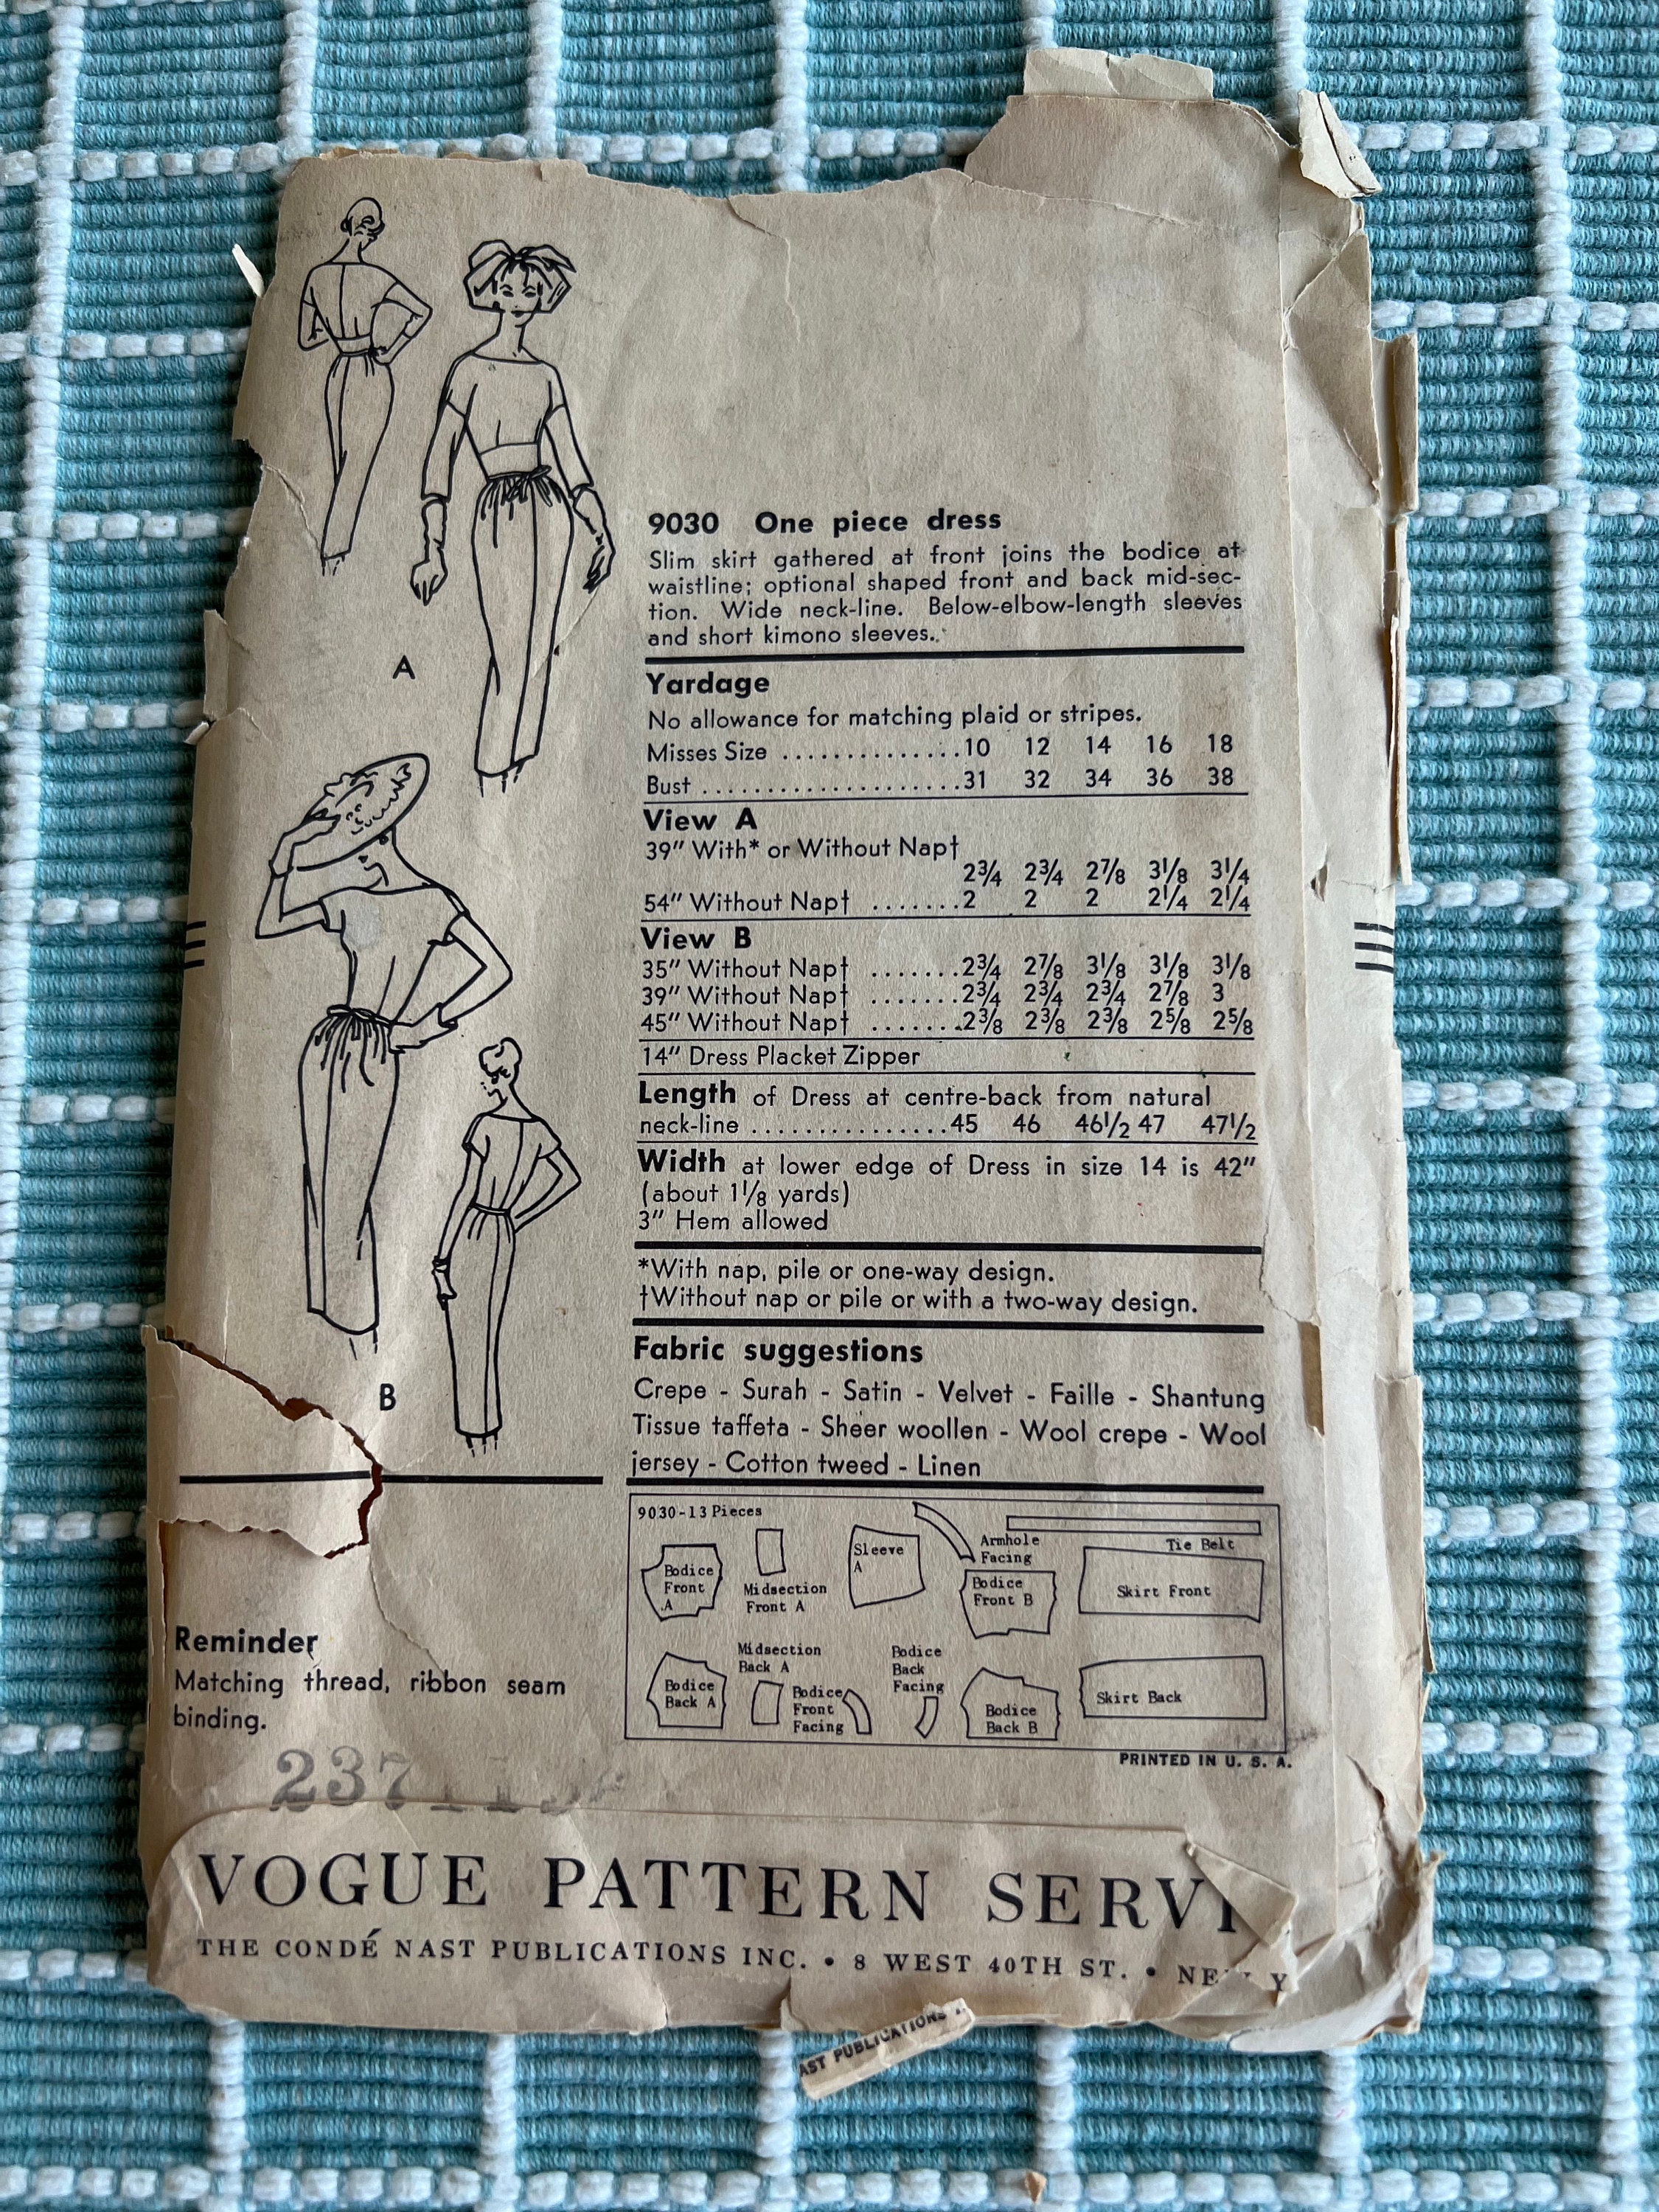 A
B
9030 One piece dress
Slim skirt gathered at front joins the bodice at
waistline; optional shaped front and back mid-sec-
tion. Wide neck-line. Below-elbow-length sleeves
and short kimono sleeves.
Yardage
No allowance for matching plaid or stripes.
Misses Size ..............10 12 14 16 18
Bust .....................31 32 34 36 38
View A
39" With* or Without Nap†
2¾ 2¾ 2⅞ 3⅛ 3¼
54" Without Nap† .......2 2 2 2¼ 2¼
View B
35" Without Nap† .......2¾ 2⅞ 3⅛ 3⅛ 3⅛
39" Without Nap† .......2¾ 2¾ 2¾ 2⅞ 3
45" Without Nap† .......2⅜ 2⅜ 2⅜ 2⅝ 2⅝
14" Dress Placket Zipper
Length of Dress at centre-back from natural
neck-line ...............45 46 46½ 47 47½
Width at lower edge of Dress in size 14 is 42"
(about 1⅛ yards)
3" Hem allowed
*With nap, pile or one-way design.
†Without nap or pile or with a two-way design.
Fabric suggestions
Crepe - Surah - Satin - Velvet - Faille - Shantung
Tissue taffeta - Sheer woollen - Wool crepe - Wool
jersey - Cotton tweed - Linen
9030-13 Pieces
Bodice
Front
A
Midsection
Front A
Sleeve
A
Armhole
Facing
Bodice
Front B
Tie Belt
Skirt Front
Bodice
Back A
Midsection
Back A
Bodice
Front
Facing
Bodice
Back
Facing
Bodice
Back B
Skirt Back
PRINTED IN U. S. A.
Reminder
Matching thread, ribbon seam
binding.
237
VOGUE PATTERN SERVI
THE CONDÉ NAST PUBLICATIONS INC. • 8 WEST 40TH ST. • NEW Y
AST PUBLICATIONS